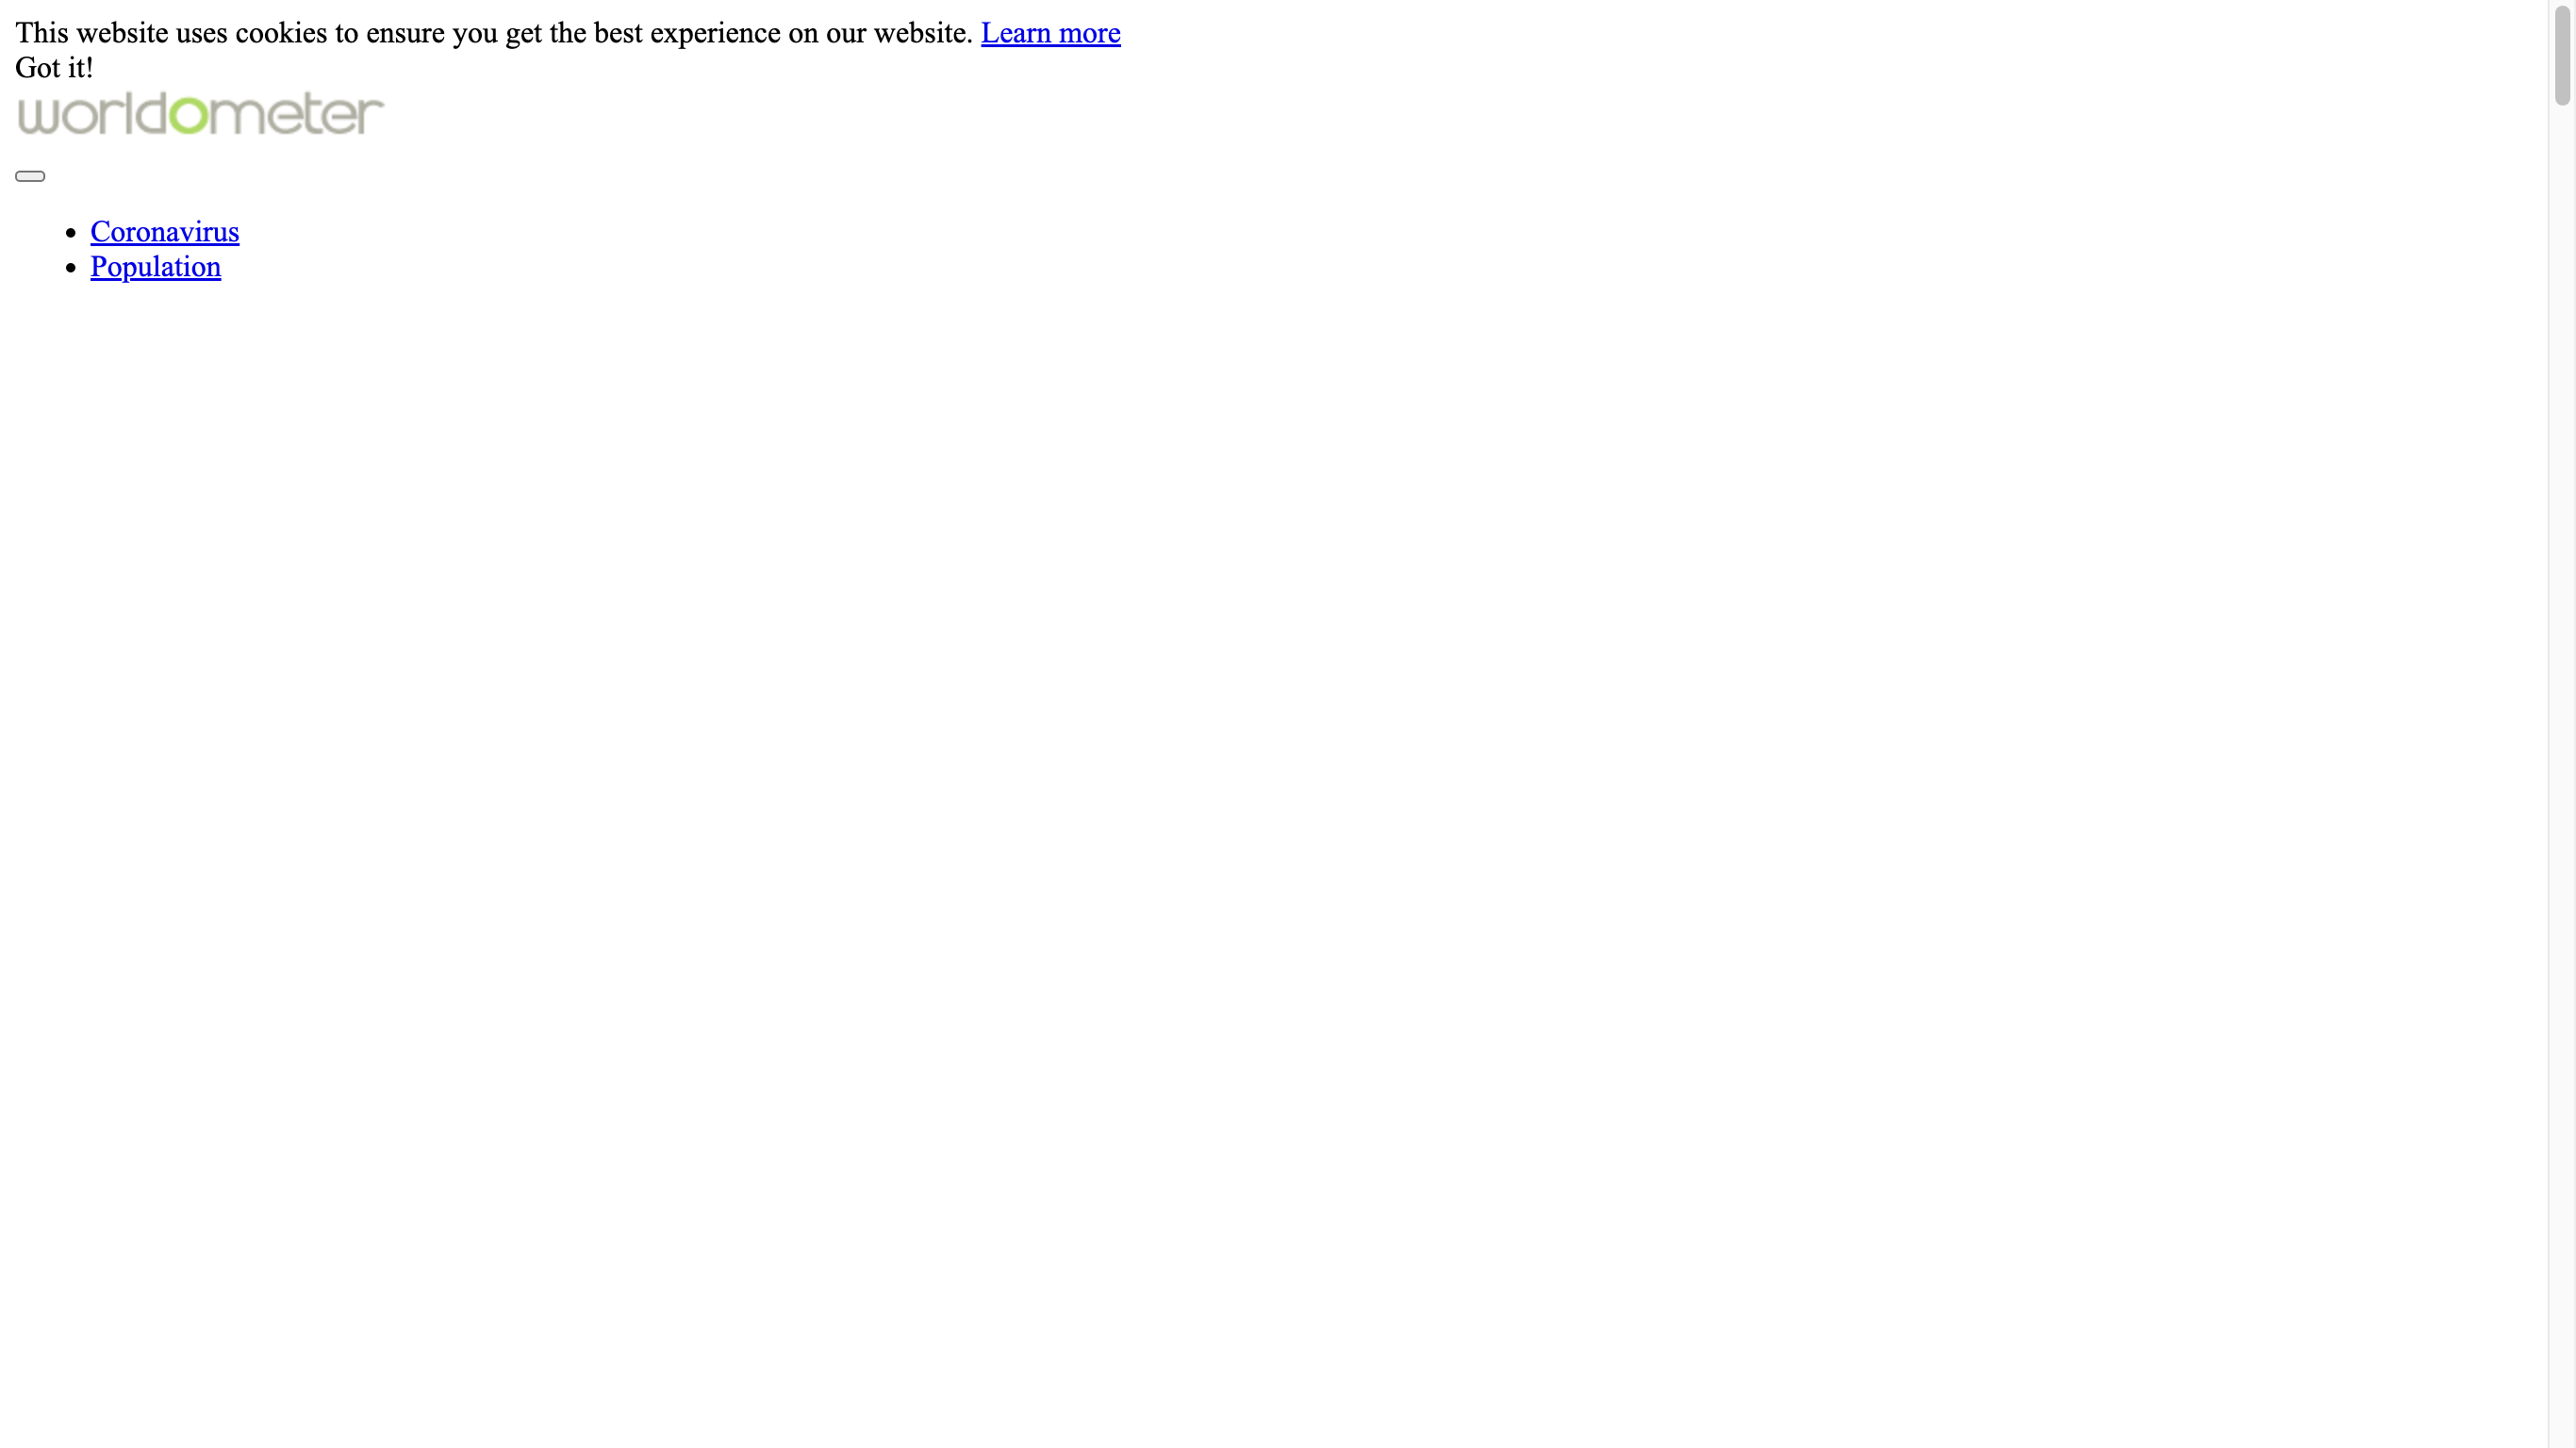 This website uses cookies to ensure you get the best experience on our website. Learn more
Got it!
worldometer
Coronavirus
Population